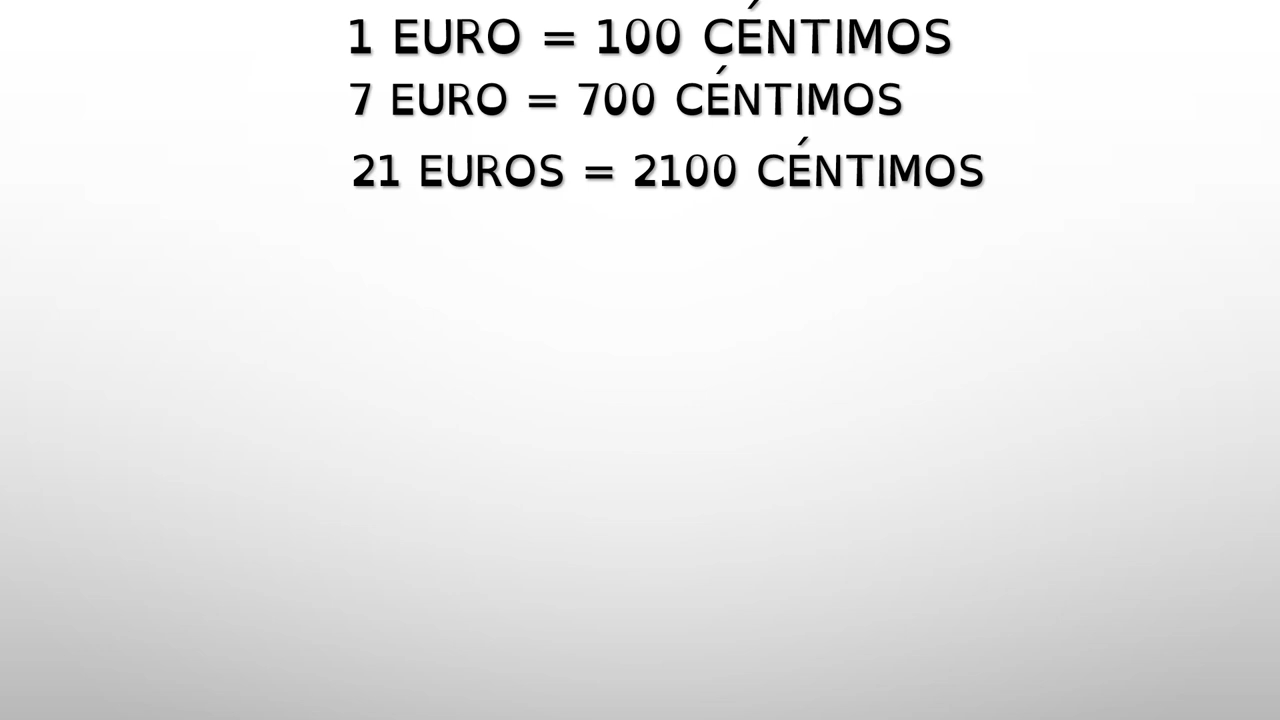 1 EURO = 100 CÉNTIMOS
7 EURO = 700 CÉNTIMOS
21 EUROS = 2100 CÉNTIMOS